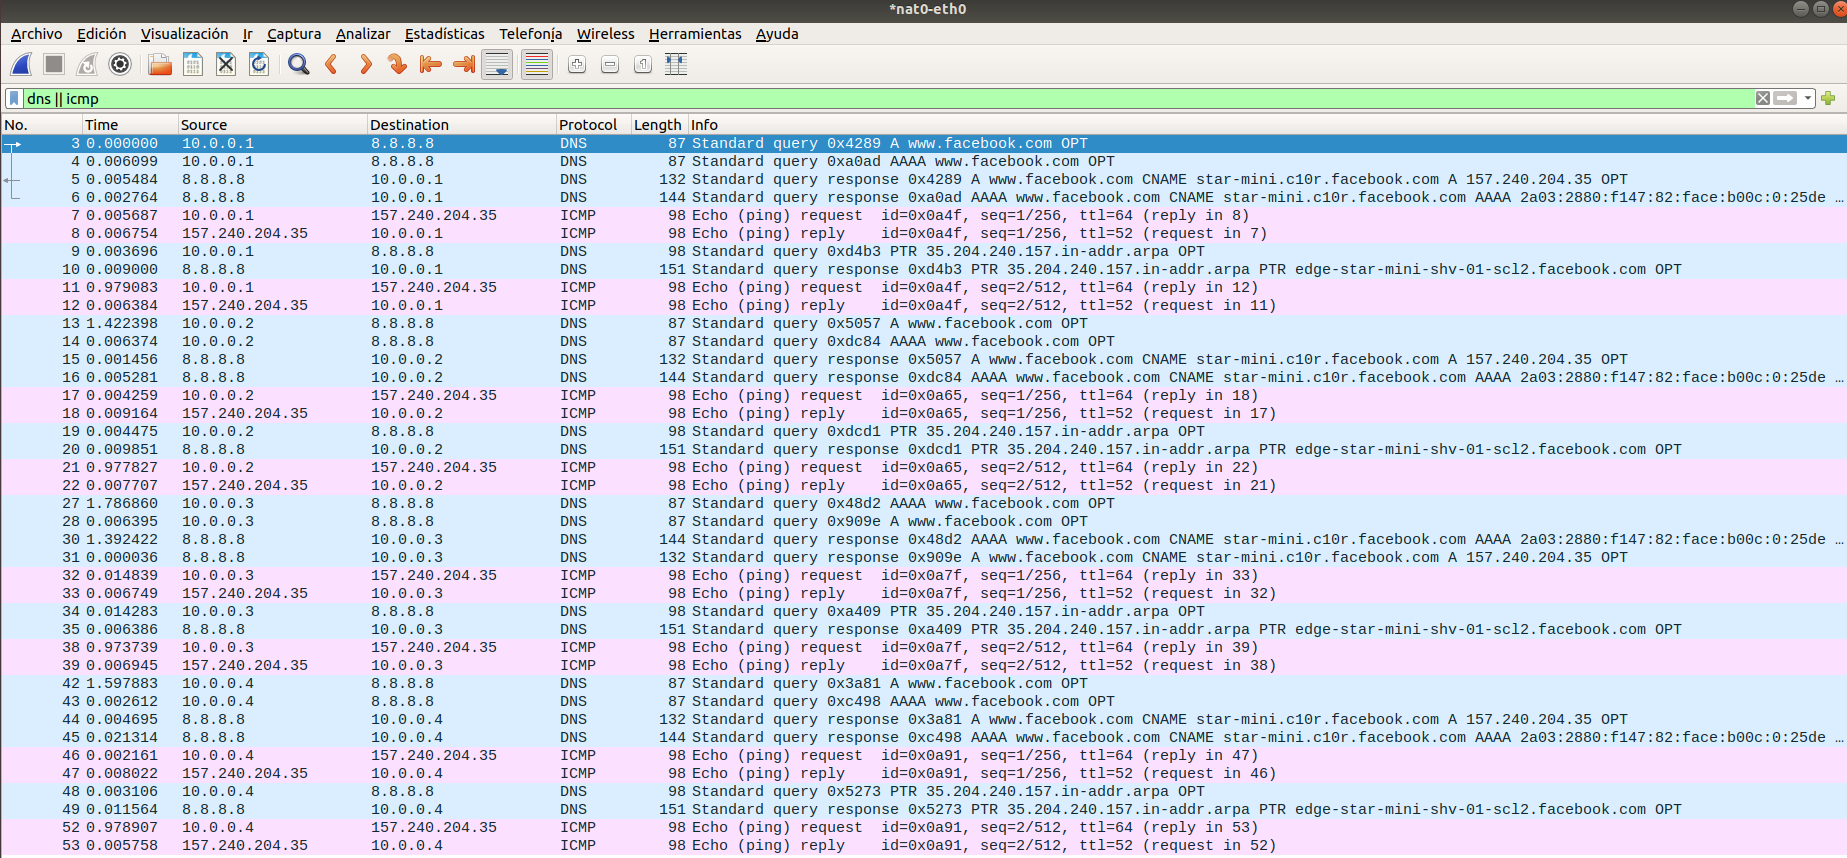 *nat0-eth0
Archivo Edición Visualización Ir Captura Analizar Estadísticas Telefonía Wireless Herramientas Ayuda
dns || icmp
No. Time Source Destination Protocol Length Info
3 0.000000 10.0.0.1 8.8.8.8 DNS 87 Standard query 0x4289 A www.facebook.com OPT
4 0.006099 10.0.0.1 8.8.8.8 DNS 87 Standard query 0xa0ad AAAA www.facebook.com OPT
5 0.005484 8.8.8.8 10.0.0.1 DNS 132 Standard query response 0x4289 A www.facebook.com CNAME star-mini.c10r.facebook.com A 157.240.204.35 OPT
6 0.002764 8.8.8.8 10.0.0.1 DNS 144 Standard query response 0xa0ad AAAA www.facebook.com CNAME star-mini.c10r.facebook.com AAAA 2a03:2880:f147:82:face:b00c:0:25de …
7 0.005687 10.0.0.1 157.240.204.35 ICMP 98 Echo (ping) request id=0x0a4f, seq=1/256, ttl=64 (reply in 8)
8 0.006754 157.240.204.35 10.0.0.1 ICMP 98 Echo (ping) reply id=0x0a4f, seq=1/256, ttl=52 (request in 7)
9 0.003696 10.0.0.1 8.8.8.8 DNS 98 Standard query 0xd4b3 PTR 35.204.240.157.in-addr.arpa OPT
10 0.009000 8.8.8.8 10.0.0.1 DNS 151 Standard query response 0xd4b3 PTR 35.204.240.157.in-addr.arpa PTR edge-star-mini-shv-01-scl2.facebook.com OPT
11 0.979083 10.0.0.1 157.240.204.35 ICMP 98 Echo (ping) request id=0x0a4f, seq=2/512, ttl=64 (reply in 12)
12 0.006384 157.240.204.35 10.0.0.1 ICMP 98 Echo (ping) reply id=0x0a4f, seq=2/512, ttl=52 (request in 11)
13 1.422398 10.0.0.2 8.8.8.8 DNS 87 Standard query 0x5057 A www.facebook.com OPT
14 0.006374 10.0.0.2 8.8.8.8 DNS 87 Standard query 0xdc84 AAAA www.facebook.com OPT
15 0.001456 8.8.8.8 10.0.0.2 DNS 132 Standard query response 0x5057 A www.facebook.com CNAME star-mini.c10r.facebook.com A 157.240.204.35 OPT
16 0.005281 8.8.8.8 10.0.0.2 DNS 144 Standard query response 0xdc84 AAAA www.facebook.com CNAME star-mini.c10r.facebook.com AAAA 2a03:2880:f147:82:face:b00c:0:25de …
17 0.004259 10.0.0.2 157.240.204.35 ICMP 98 Echo (ping) request id=0x0a65, seq=1/256, ttl=64 (reply in 18)
18 0.009164 157.240.204.35 10.0.0.2 ICMP 98 Echo (ping) reply id=0x0a65, seq=1/256, ttl=52 (request in 17)
19 0.004475 10.0.0.2 8.8.8.8 DNS 98 Standard query 0xdcd1 PTR 35.204.240.157.in-addr.arpa OPT
20 0.009851 8.8.8.8 10.0.0.2 DNS 151 Standard query response 0xdcd1 PTR 35.204.240.157.in-addr.arpa PTR edge-star-mini-shv-01-scl2.facebook.com OPT
21 0.977827 10.0.0.2 157.240.204.35 ICMP 98 Echo (ping) request id=0x0a65, seq=2/512, ttl=64 (reply in 22)
22 0.007707 157.240.204.35 10.0.0.2 ICMP 98 Echo (ping) reply id=0x0a65, seq=2/512, ttl=52 (request in 21)
27 1.786860 10.0.0.3 8.8.8.8 DNS 87 Standard query 0x48d2 AAAA www.facebook.com OPT
28 0.006395 10.0.0.3 8.8.8.8 DNS 87 Standard query 0x909e A www.facebook.com OPT
30 1.392422 8.8.8.8 10.0.0.3 DNS 144 Standard query response 0x48d2 AAAA www.facebook.com CNAME star-mini.c10r.facebook.com AAAA 2a03:2880:f147:82:face:b00c:0:25de …
31 0.000036 8.8.8.8 10.0.0.3 DNS 132 Standard query response 0x909e A www.facebook.com CNAME star-mini.c10r.facebook.com A 157.240.204.35 OPT
32 0.014839 10.0.0.3 157.240.204.35 ICMP 98 Echo (ping) request id=0x0a7f, seq=1/256, ttl=64 (reply in 33)
33 0.006749 157.240.204.35 10.0.0.3 ICMP 98 Echo (ping) reply id=0x0a7f, seq=1/256, ttl=52 (request in 32)
34 0.014283 10.0.0.3 8.8.8.8 DNS 98 Standard query 0xa409 PTR 35.204.240.157.in-addr.arpa OPT
35 0.006386 8.8.8.8 10.0.0.3 DNS 151 Standard query response 0xa409 PTR 35.204.240.157.in-addr.arpa PTR edge-star-mini-shv-01-scl2.facebook.com OPT
38 0.973739 10.0.0.3 157.240.204.35 ICMP 98 Echo (ping) request id=0x0a7f, seq=2/512, ttl=64 (reply in 39)
39 0.006945 157.240.204.35 10.0.0.3 ICMP 98 Echo (ping) reply id=0x0a7f, seq=2/512, ttl=52 (request in 38)
42 1.597883 10.0.0.4 8.8.8.8 DNS 87 Standard query 0x3a81 A www.facebook.com OPT
43 0.002612 10.0.0.4 8.8.8.8 DNS 87 Standard query 0xc498 AAAA www.facebook.com OPT
44 0.004695 8.8.8.8 10.0.0.4 DNS 132 Standard query response 0x3a81 A www.facebook.com CNAME star-mini.c10r.facebook.com A 157.240.204.35 OPT
45 0.021314 8.8.8.8 10.0.0.4 DNS 144 Standard query response 0xc498 AAAA www.facebook.com CNAME star-mini.c10r.facebook.com AAAA 2a03:2880:f147:82:face:b00c:0:25de …
46 0.002161 10.0.0.4 157.240.204.35 ICMP 98 Echo (ping) request id=0x0a91, seq=1/256, ttl=64 (reply in 47)
47 0.008022 157.240.204.35 10.0.0.4 ICMP 98 Echo (ping) reply id=0x0a91, seq=1/256, ttl=52 (request in 46)
48 0.003106 10.0.0.4 8.8.8.8 DNS 98 Standard query 0x5273 PTR 35.204.240.157.in-addr.arpa OPT
49 0.011564 8.8.8.8 10.0.0.4 DNS 151 Standard query response 0x5273 PTR 35.204.240.157.in-addr.arpa PTR edge-star-mini-shv-01-scl2.facebook.com OPT
52 0.978907 10.0.0.4 157.240.204.35 ICMP 98 Echo (ping) request id=0x0a91, seq=2/512, ttl=64 (reply in 53)
53 0.005758 157.240.204.35 10.0.0.4 ICMP 98 Echo (ping) reply id=0x0a91, seq=2/512, ttl=52 (request in 52)